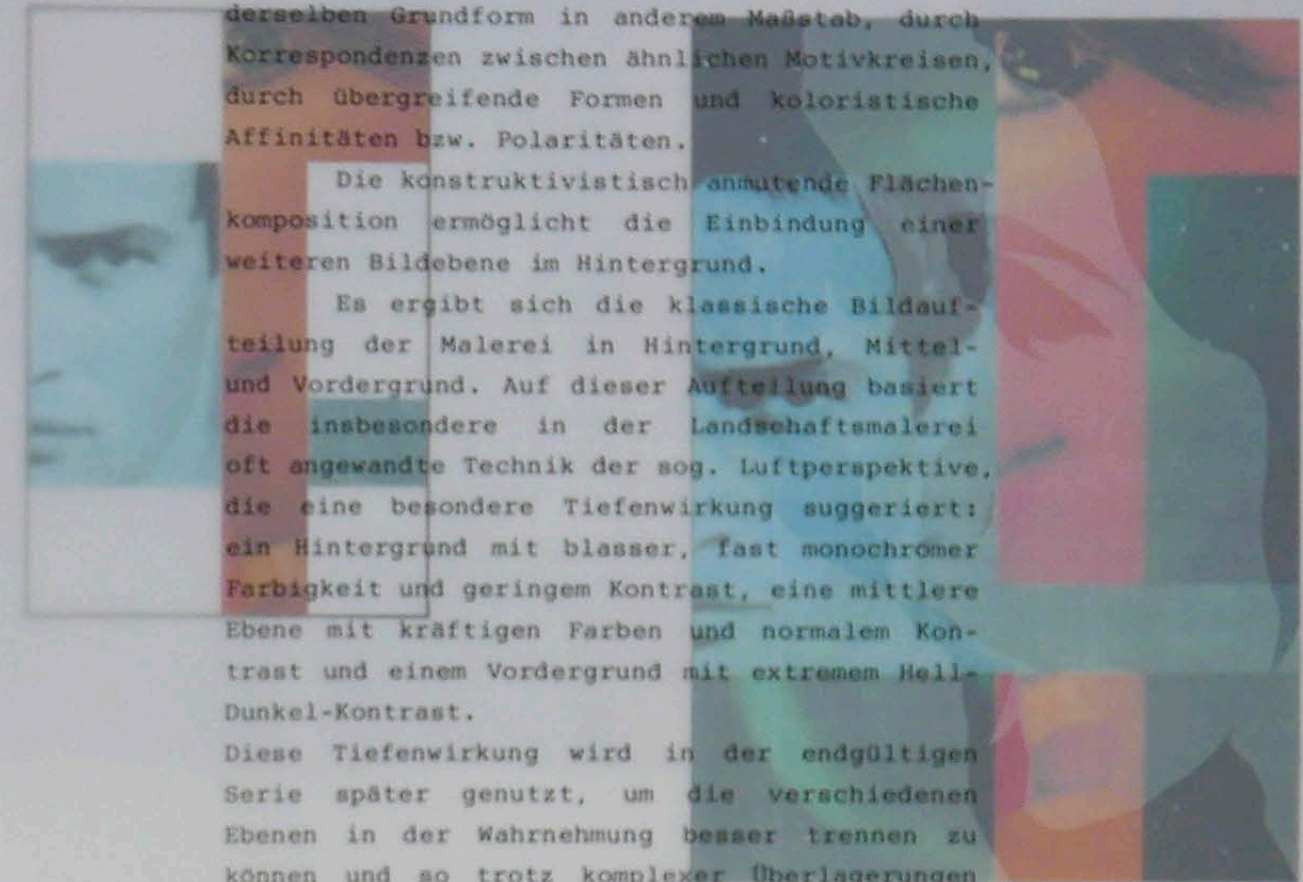 derselben Grundform in anderem Maßstab, durch
Korrespondenzen zwischen ähnlichen Motivkreisen,
durch übergreifende Formen und koloristische
Affinitäten bzw. Polaritäten.
Die konstruktivistisch anmutende Flächen-
komposition ermöglicht die Einbindung einer
weiteren Bildebene im Hintergrund.
Es ergibt sich die klassische Bildauf-
teilung der Malerei in Hintergrund, Mittel-
und Vordergrund. Auf dieser Aufteilung basiert
die insbesondere in der Landschaftsmalerei
oft angewandte Technik der sog. Luftperspektive,
die eine besondere Tiefenwirkung suggeriert:
ein Hintergrund mit blasser, fast monochromer
Farbigkeit und geringem Kontrast, eine mittlere
Ebene mit kräftigen Farben und normalem Kon-
trast und einem Vordergrund mit extremem Hell-
Dunkel-Kontrast.
Diese Tiefenwirkung wird in der endgültigen
Serie später genutzt, um die verschiedenen
Ebenen in der Wahrnehmung besser trennen zu
können und so trotz komplexer Überlagerungen